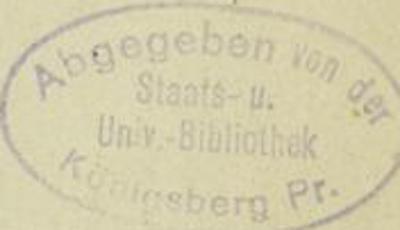 Abgegeben von der
Staats- u.
Univ.-Bibliothek
Königsberg Pr.